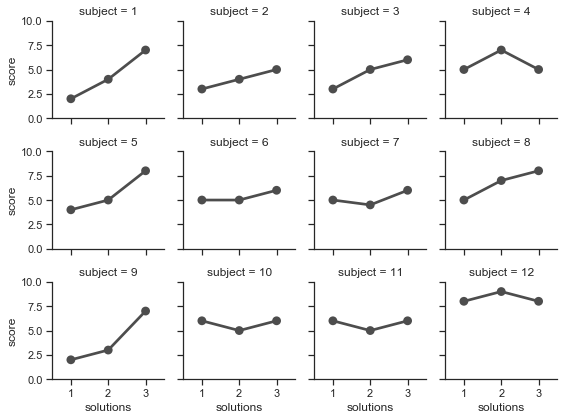 subject = 1
subject = 2
subject = 3
subject = 4
10.0
7.5
5.0
2.5
0.0
score
subject = 5
subject = 6
subject = 7
subject = 8
10.0
7.5
5.0
2.5
0.0
score
subject = 9
subject = 10
subject = 11
subject = 12
10.0
7.5
5.0
2.5
0.0
score
1 2 3
solutions
1 2 3
solutions
1 2 3
solutions
1 2 3
solutions